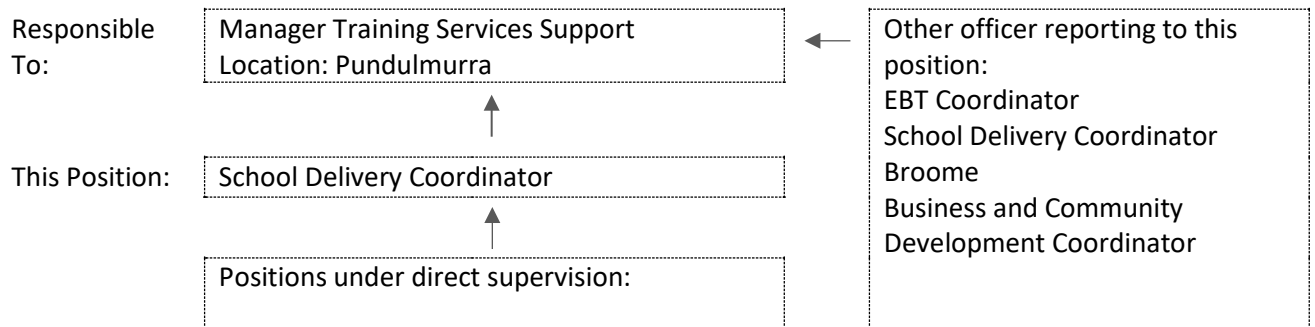 Responsible
To:
Manager Training Services Support
Location: Pundulmurra
Other officer reporting to this
position:
EBT Coordinator
School Delivery Coordinator
Broome
Business and Community
Development Coordinator
This Position:
School Delivery Coordinator
Positions under direct supervision: